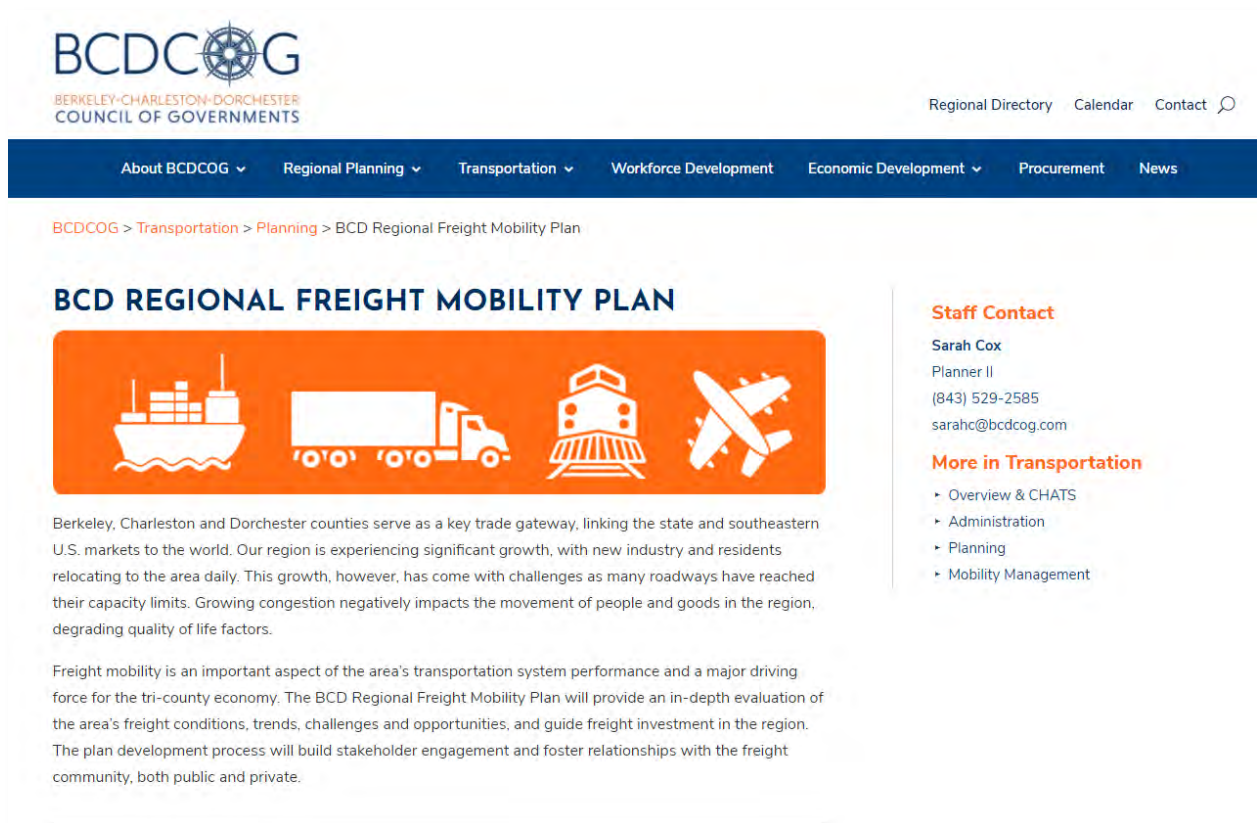 BCDCOG
BERKELEY-CHARLESTON-DORCHESTER
COUNCIL OF GOVERNMENTS
Regional Directory Calendar Contact
About BCDCOG Regional Planning Transportation Workforce Development Economic Development Procurement News
BCDCOG > Transportation > Planning > BCD Regional Freight Mobility Plan
BCD REGIONAL FREIGHT MOBILITY PLAN
Berkeley, Charleston and Dorchester counties serve as a key trade gateway, linking the state and southeastern
U.S. markets to the world. Our region is experiencing significant growth, with new industry and residents
relocating to the area daily. This growth, however, has come with challenges as many roadways have reached
their capacity limits. Growing congestion negatively impacts the movement of people and goods in the region,
degrading quality of life factors.
Freight mobility is an important aspect of the area's transportation system performance and a major driving
force for the tri-county economy. The BCD Regional Freight Mobility Plan will provide an in-depth evaluation of
the area's freight conditions, trends, challenges and opportunities, and guide freight investment in the region.
The plan development process will build stakeholder engagement and foster relationships with the freight
community, both public and private.
Staff Contact
Sarah Cox
Planner II
(843) 529-2585
sarahc@bcdcog.com
More in Transportation
Overview & CHATS
Administration
Planning
Mobility Management